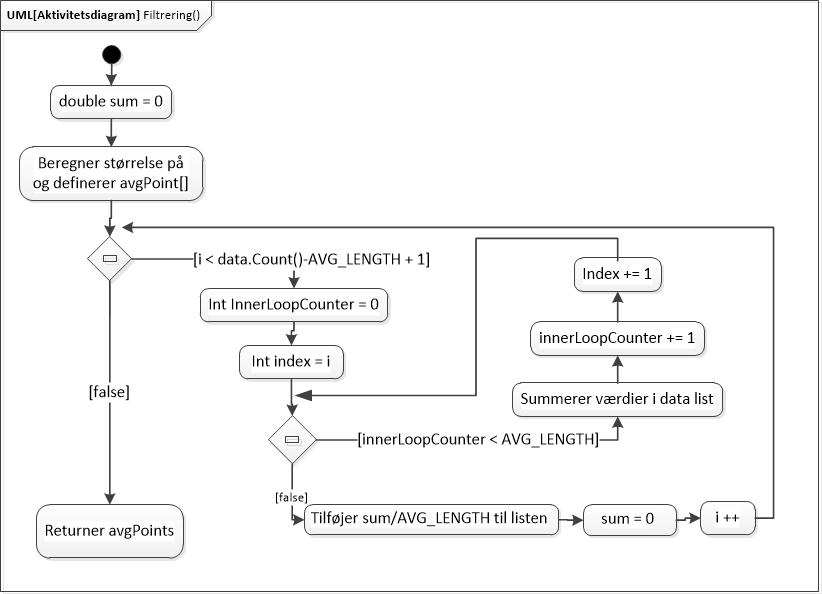 UML[Aktivitetsdiagram] Filtrering()
double sum = 0
Beregner størrelse på
og definerer avgPoint[]
[i < data.Count()-AVG_LENGTH + 1]
Int InnerLoopCounter = 0
Int index = i
Index += 1
innerLoopCounter += 1
Summerer værdier i data list
[innerLoopCounter < AVG_LENGTH]
[false]
[false]
Returner avgPoints
Tilføjer sum/AVG_LENGTH til listen
sum = 0
i ++